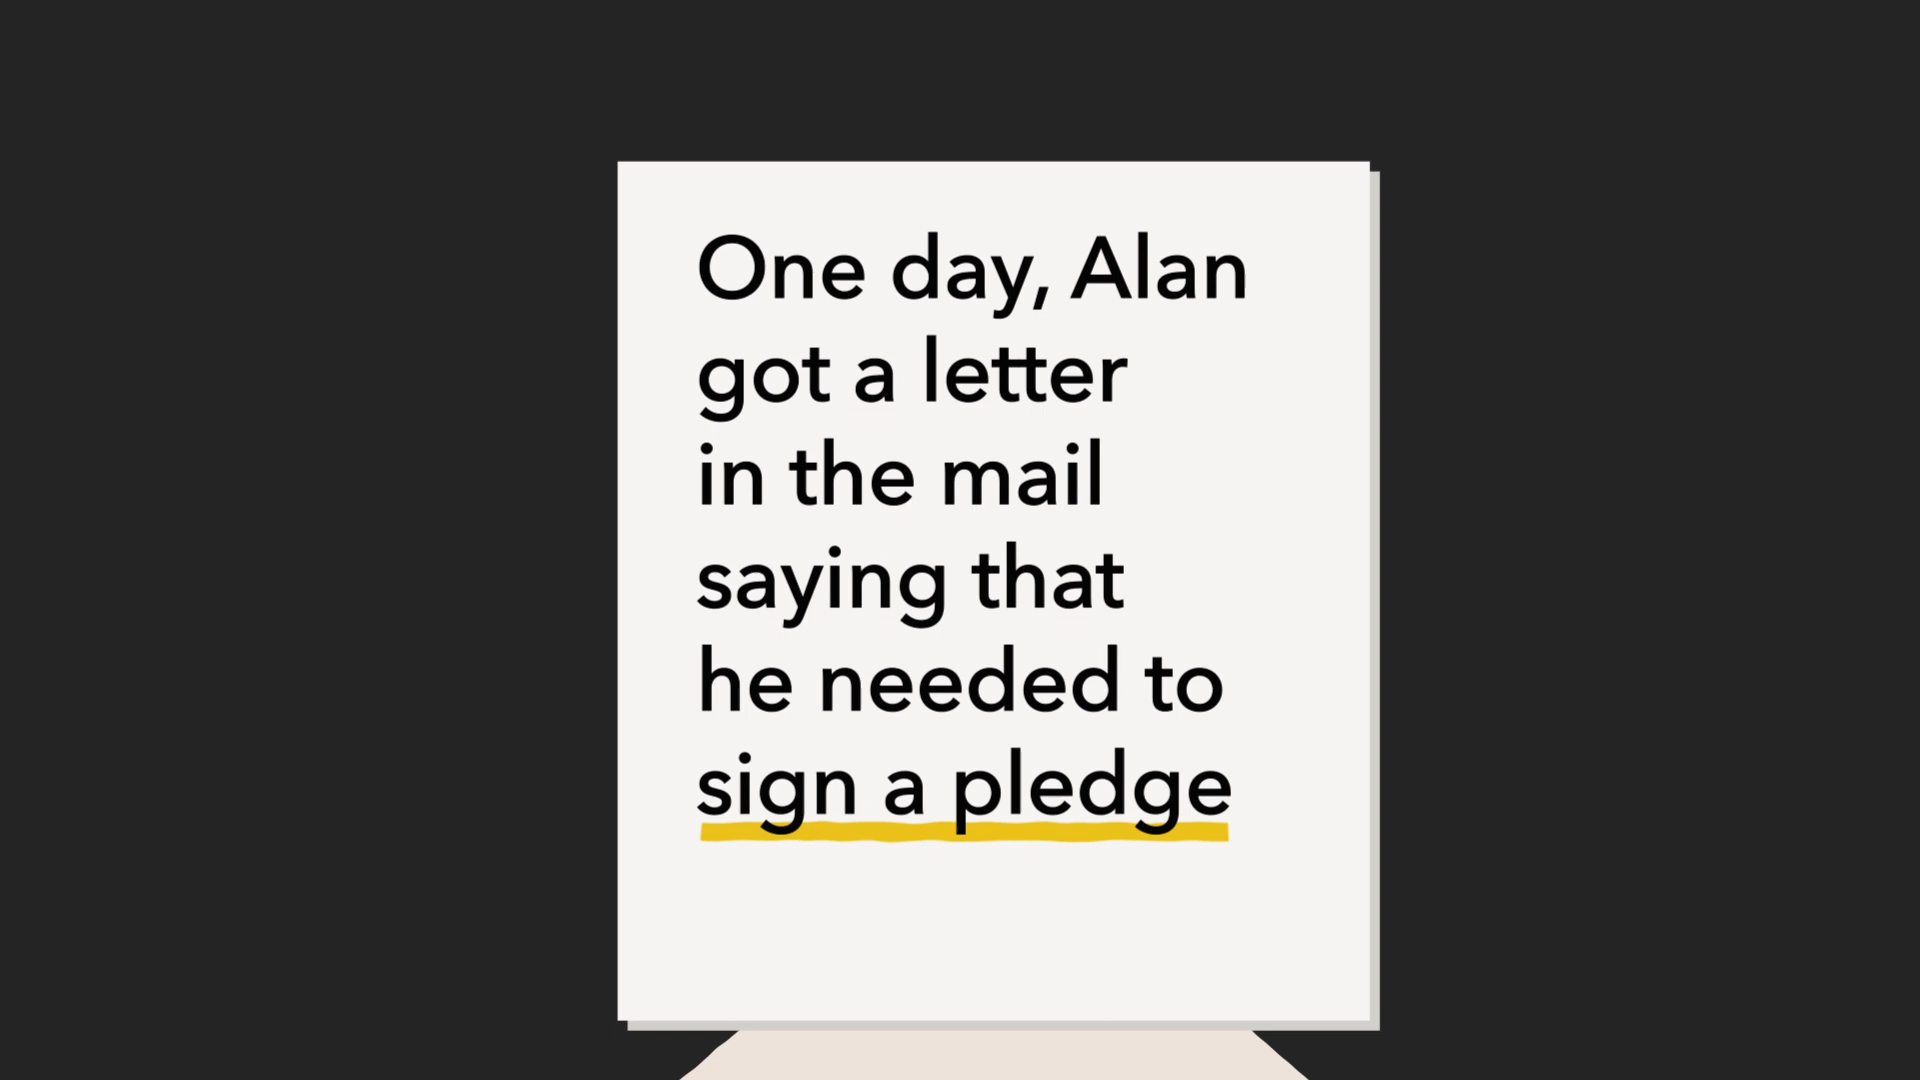 One day, Alan
got a letter
in the mail
saying that
he needed to
sign a pledge